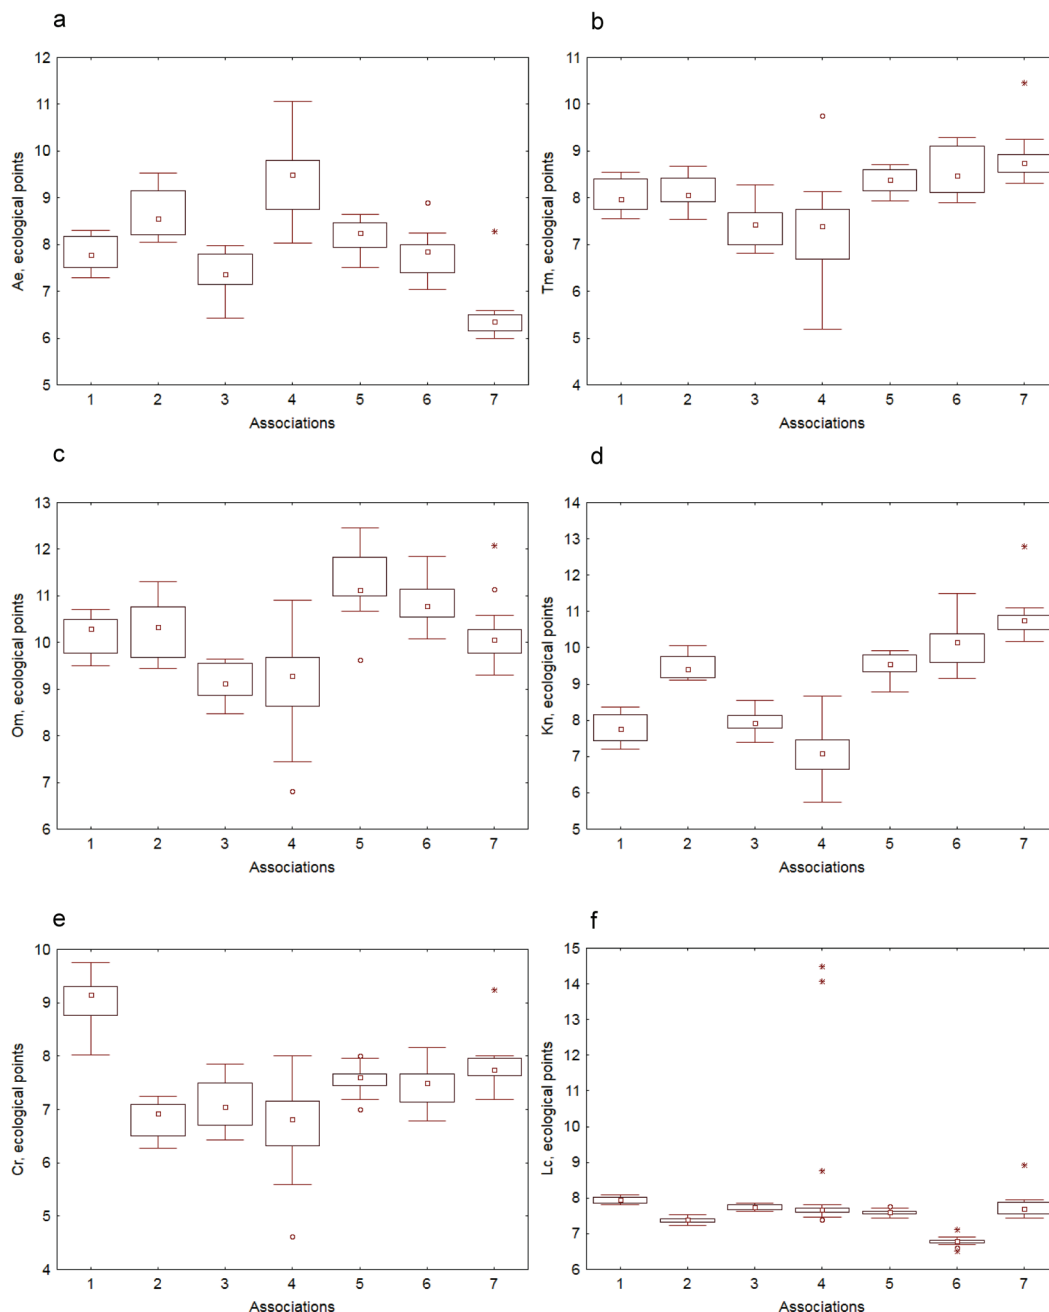 a
b
12
11
10
9
8
7
6
5
Ae, ecological points
1 2 3 4 5 6 7
Associations
11
10
9
8
7
6
5
4
Tm, ecological points
1 2 3 4 5 6 7
Associations
c
d
13
12
11
10
9
8
7
6
Om, ecological points
1 2 3 4 5 6 7
Associations
14
13
12
11
10
9
8
7
6
5
Kn, ecological points
1 2 3 4 5 6 7
Associations
e
f
10
9
8
7
6
5
4
Cr, ecological points
1 2 3 4 5 6 7
Associations
15
14
13
12
11
10
9
8
7
6
Lc, ecological points
1 2 3 4 5 6 7
Associations